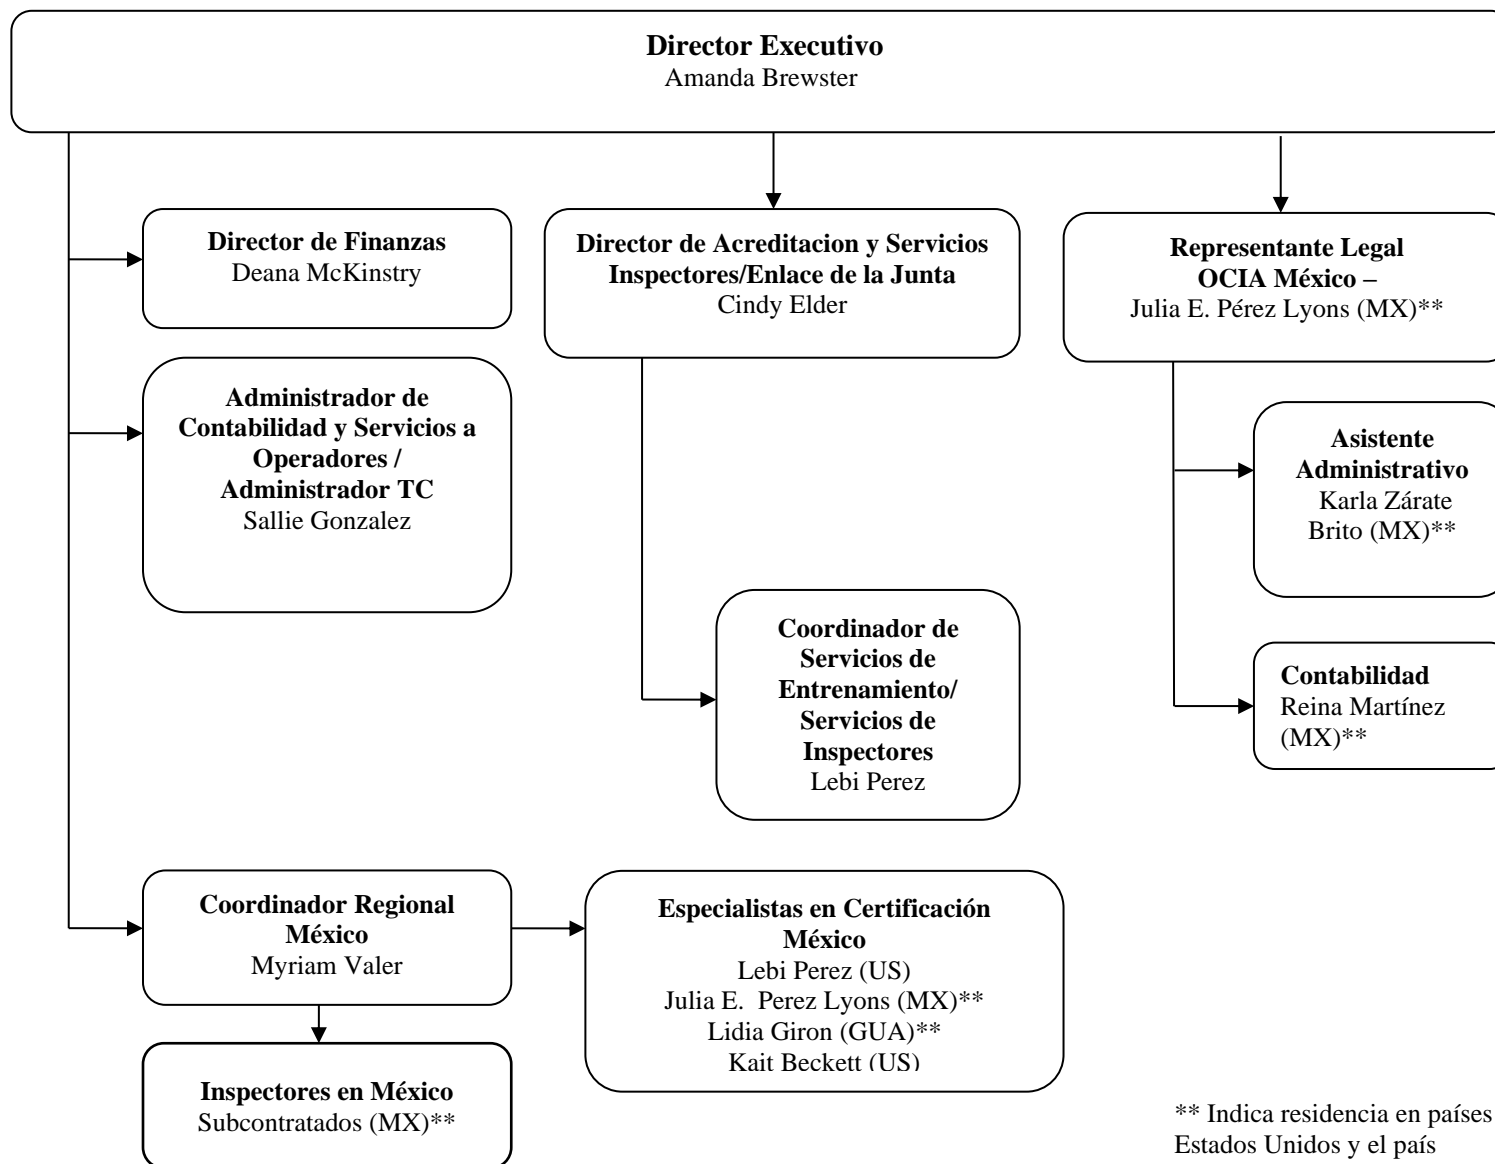 Director Executivo
Amanda Brewster
Director de Finanzas
Deana McKinstry
Director de Acreditacion y Servicios
Inspectores/Enlace de la Junta
Cindy Elder
Representante Legal
OCIA México –
Julia E. Pérez Lyons (MX)**
Administrador de
Contabilidad y Servicios a
Operadores /
Administrador TC
Sallie Gonzalez
Asistente
Administrativo
Karla Zárate
Brito (MX)**
Coordinador de
Servicios de
Entrenamiento/
Servicios de
Inspectores
Lebi Perez
Contabilidad
Reina Martínez
(MX)**
Coordinador Regional
México
Myriam Valer
Especialistas en Certificación
México
Lebi Perez (US)
Julia E.  Perez Lyons (MX)**
Lidia Giron (GUA)**
Kait Beckett (US)
Inspectores en México
Subcontratados (MX)**
** Indica residencia en países
Estados Unidos y el país